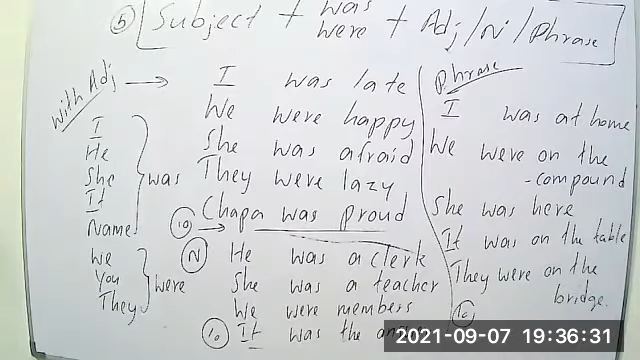 ⑤ Subject + was
were + Adj/N/Phrase
with Adj →
I
He
She
It
Name
was
We
You
They
were
I was late
We were happy
She was afraid
They were lazy
Chapa was proud
⑩ →
N
He was a clerk
She was a teacher
We were members
⑩ It was the
Phrase
I was at home
We were on the
-compound
She was here
It was on the table
They were on the
bridge.
⑩
2021-09-07 19:36:31